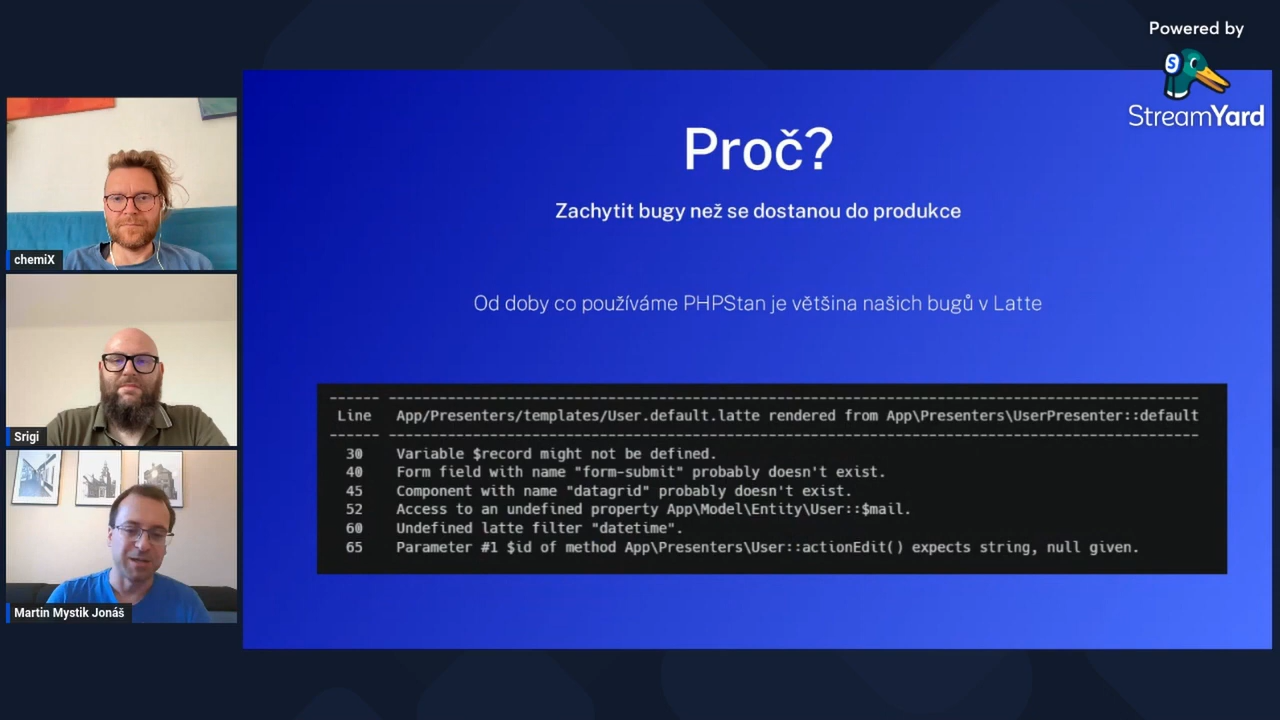 Powered by
StreamYard
chemiX
Srigi
Martin Mystik Jonáš
Proč?
Zachytit bugy než se dostanou do produkce
Od doby co používáme PHPStan je většina našich bugů v Latte
------ -----------------------------------------------------------------------------------------------
Line App/Presenters/templates/User.default.latte rendered from App\Presenters\UserPresenter::default
------ -----------------------------------------------------------------------------------------------
30 Variable $record might not be defined.
40 Form field with name "form-submit" probably doesn't exist.
45 Component with name "datagrid" probably doesn't exist.
52 Access to an undefined property App\Model\Entity\User::$mail.
60 Undefined latte filter "datetime".
65 Parameter #1 $id of method App\Presenters\User::actionEdit() expects string, null given.